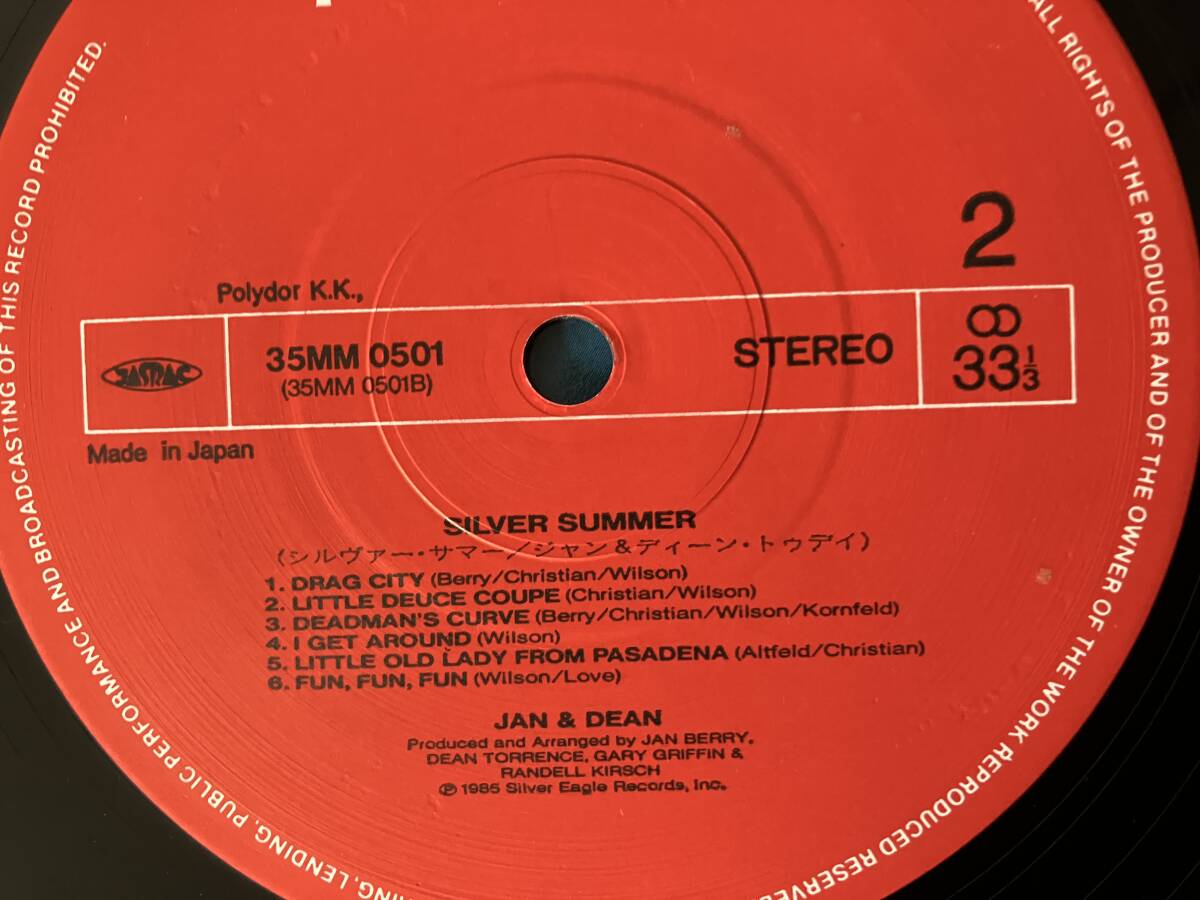 ALL RIGHTS OF THE PRODUCER AND OF THE OWNER OF THE WORK REPRODUCED RESERVED
LENDING, PUBLIC PERFORMANCE AND BROADCASTING OF THIS RECORD PROHIBITED.
2
Polydor K.K.,
JASRAC
35MM 0501
(35MM 0501B)
STEREO
33 1/3
Made in Japan
SILVER SUMMER
(シルヴァー・サマー/ジャン&ディーン・トゥデイ)
1. DRAG CITY (Berry/Christian/Wilson)
2. LITTLE DEUCE COUPE (Christian/Wilson)
3. DEADMAN'S CURVE (Berry/Christian/Wilson/Kornfeld)
4. I GET AROUND (Wilson)
5. LITTLE OLD LADY FROM PASADENA (Altfeld/Christian)
6. FUN, FUN, FUN (Wilson/Love)
JAN & DEAN
Produced and Arranged by JAN BERRY,
DEAN TORRENCE, GARY GRIFFIN &
RANDELL KIRSCH
℗ 1985 Silver Eagle Records, Inc.